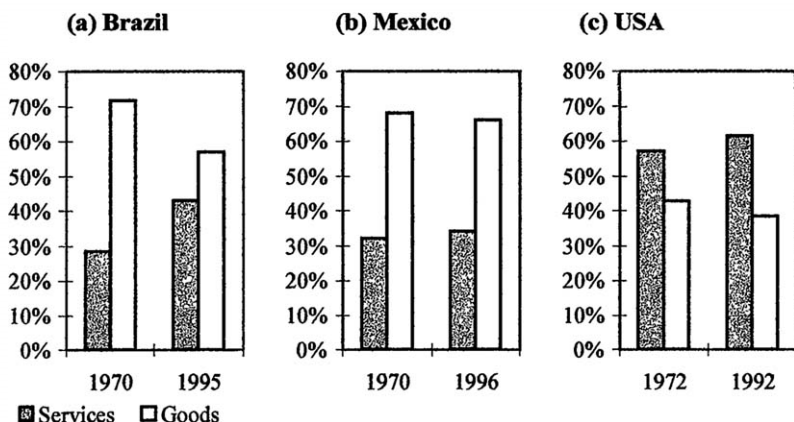 (a) Brazil (b) Mexico (c) USA
80% 80% 80%
70% 70% 70%
60% 60% 60%
50% 50% 50%
40% 40% 40%
30% 30% 30%
20% 20% 20%
10% 10% 10%
0% 0% 0%
1970 1995 1970 1996 1972 1992
Services Goods